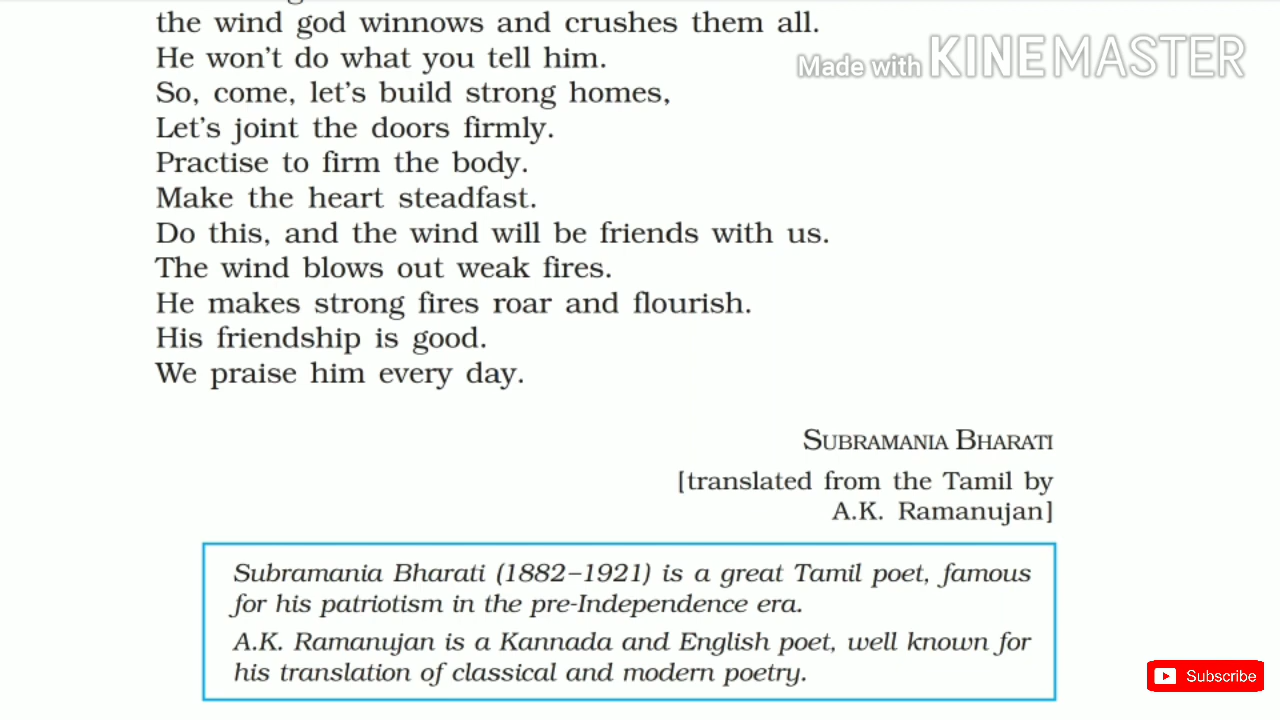 the wind god winnows and crushes them all.
He won't do what you tell him.
Made with KINEMASTER
So, come, let's build strong homes,
Let's joint the doors firmly.
Practise to firm the body.
Make the heart steadfast.
Do this, and the wind will be friends with us.
The wind blows out weak fires.
He makes strong fires roar and flourish.
His friendship is good.
We praise him every day.
SUBRAMANIA BHARATI
[translated from the Tamil by
A.K. Ramanujan]
Subramania Bharati (1882–1921) is a great Tamil poet, famous
for his patriotism in the pre-Independence era.
A.K. Ramanujan is a Kannada and English poet, well known for
his translation of classical and modern poetry.
Subscribe